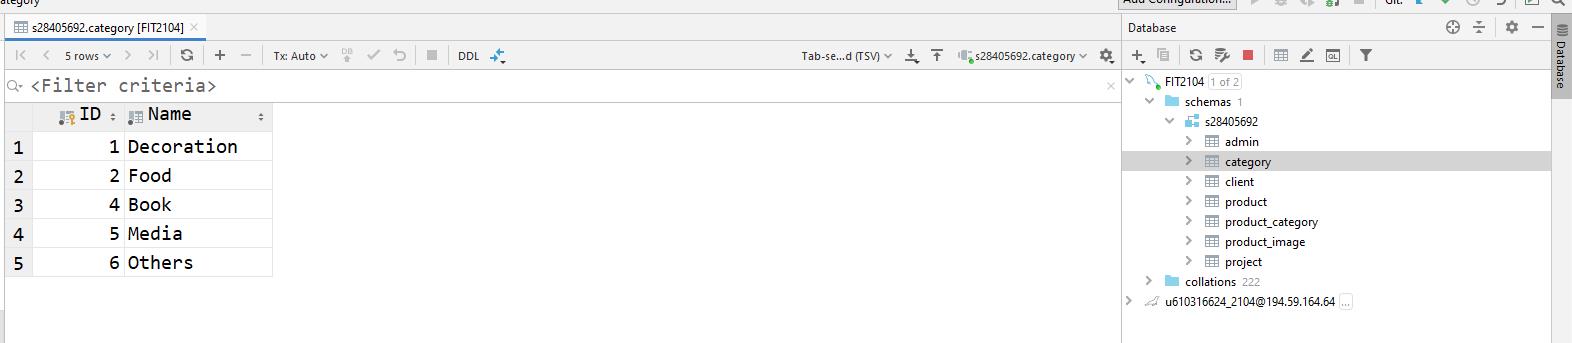 ategory
Add Configuration...
Git:
s28405692.category [FIT2104]
Database
5 rows
Tx: Auto
DB
DDL
Tab-se...d (TSV)
s28405692.category
QL
Database
<Filter criteria>
FIT2104 1 of 2
schemas 1
s28405692
ID Name
admin
1 1 Decoration
category
2 2 Food
client
3 4 Book
product
4 5 Media
product_category
5 6 Others
product_image
project
collations 222
u610316624_2104@194.59.164.64 ...